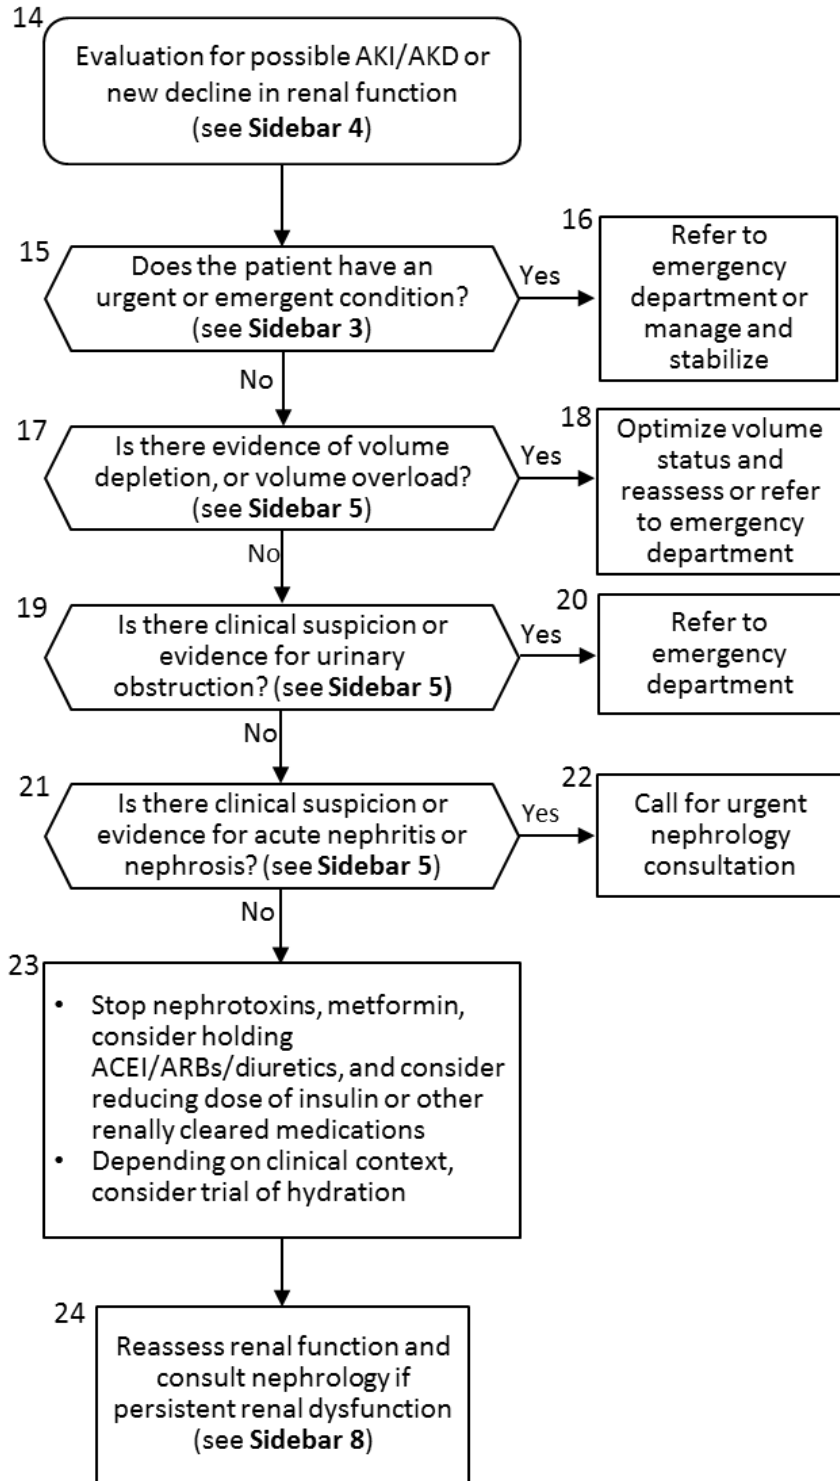 14
Evaluation for possible AKI/AKD or
new decline in renal function
(see Sidebar 4)
15
Does the patient have an
urgent or emergent condition?
(see Sidebar 3)
Yes
16
Refer to
emergency
department or
manage and
stabilize
No
17
Is there evidence of volume
depletion, or volume overload?
(see Sidebar 5)
Yes
18
Optimize volume
status and
reassess or refer
to emergency
department
No
19
Is there clinical suspicion or
evidence for urinary
obstruction? (see Sidebar 5)
Yes
20
Refer to
emergency
department
No
21
Is there clinical suspicion or
evidence for acute nephritis or
nephrosis? (see Sidebar 5)
Yes
22
Call for urgent
nephrology
consultation
No
23
• Stop nephrotoxins, metformin,
consider holding
ACEI/ARBs/diuretics, and consider
reducing dose of insulin or other
renally cleared medications
• Depending on clinical context,
consider trial of hydration
24
Reassess renal function and
consult nephrology if
persistent renal dysfunction
(see Sidebar 8)